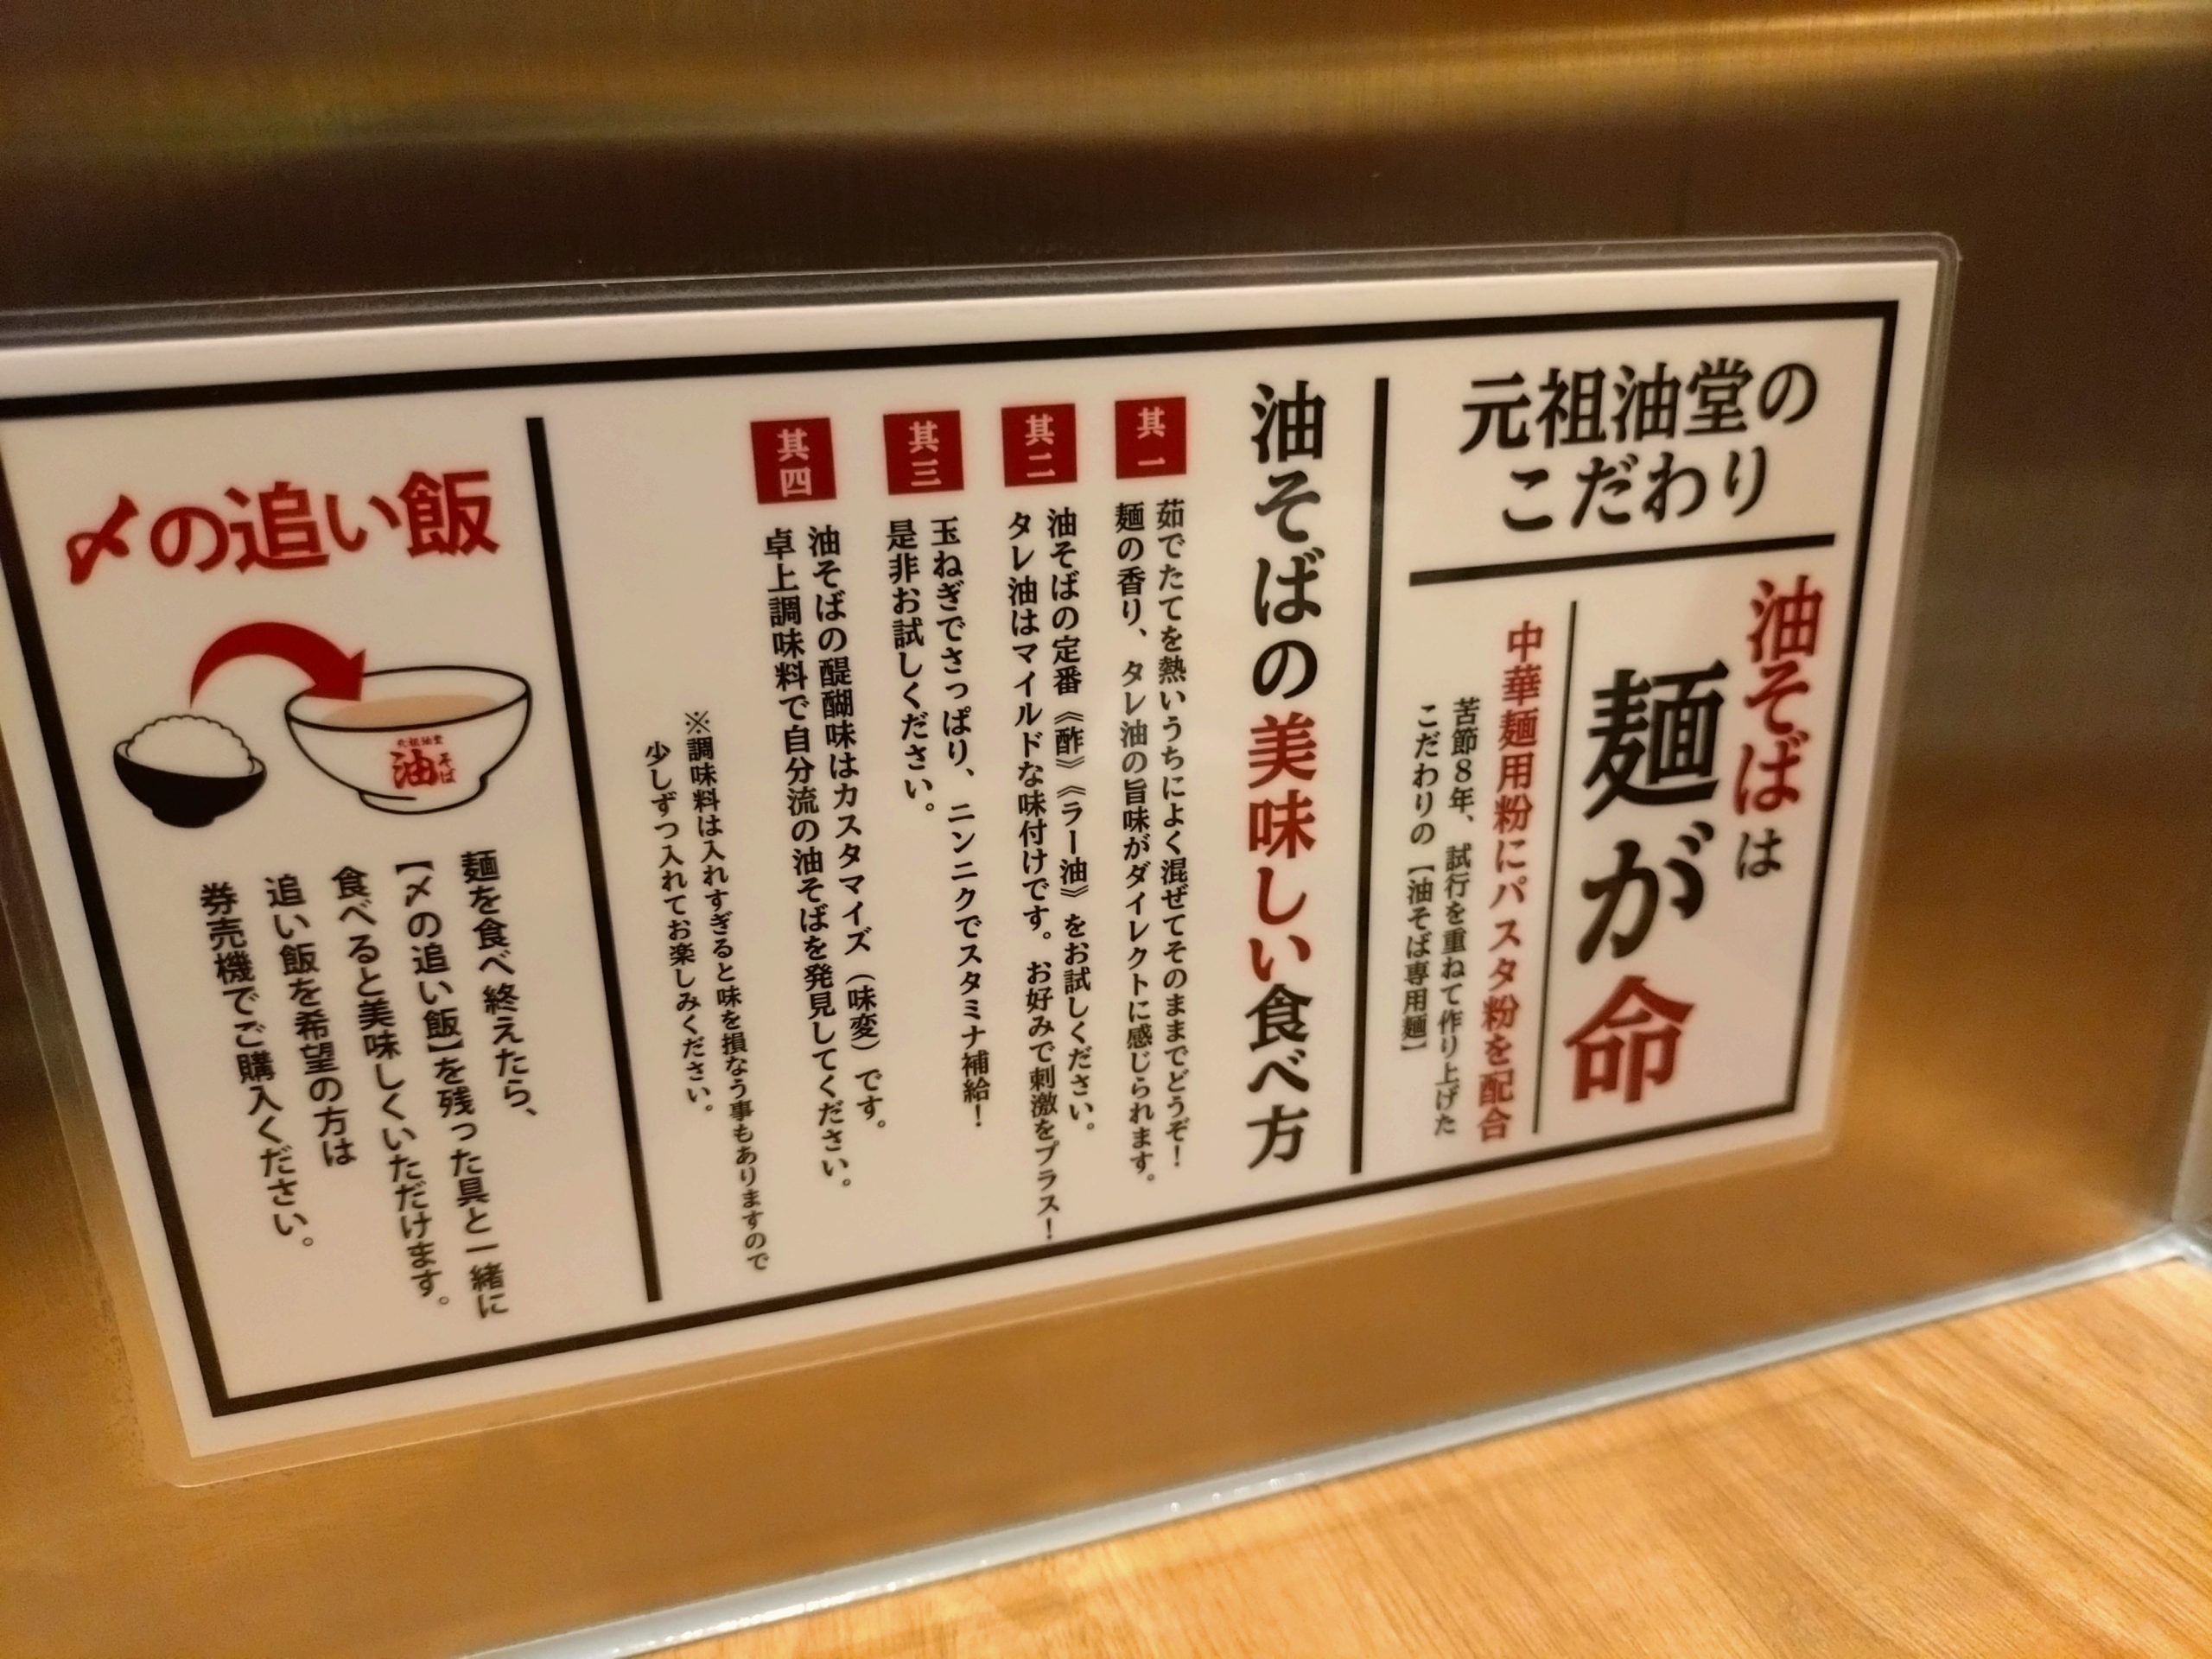 元祖油堂の
こだわり
油そばは
麺が命
中華麺用粉にパスタ粉を配合
苦節8年、試行を重ねて作り上げた
こだわりの【油そば専用麺】
油そばの美味しい食べ方
其一
茹でたてを熱いうちによく混ぜてそのままでどうぞ！
麺の香り、タレ油の旨味がダイレクトに感じられます。
其二
油そばの定番《酢》《ラー油》をお試しください。
タレ油はマイルドな味付けです。お好みで刺激をプラス！
其三
玉ねぎでさっぱり、ニンニクでスタミナ補給！
是非お試しください。
其四
油そばの醍醐味はカスタマイズ（味変）です。
卓上調味料で自分流の油そばを発見してください。
※調味料は入れすぎると味を損なう事もありますので
少しずつ入れてお楽しみください。
〆の追い飯
元祖油堂
油そば
麺を食べ終えたら、
【〆の追い飯】を残った具と一緒に
食べると美味しくいただけます。
追い飯を希望の方は
券売機でご購入ください。